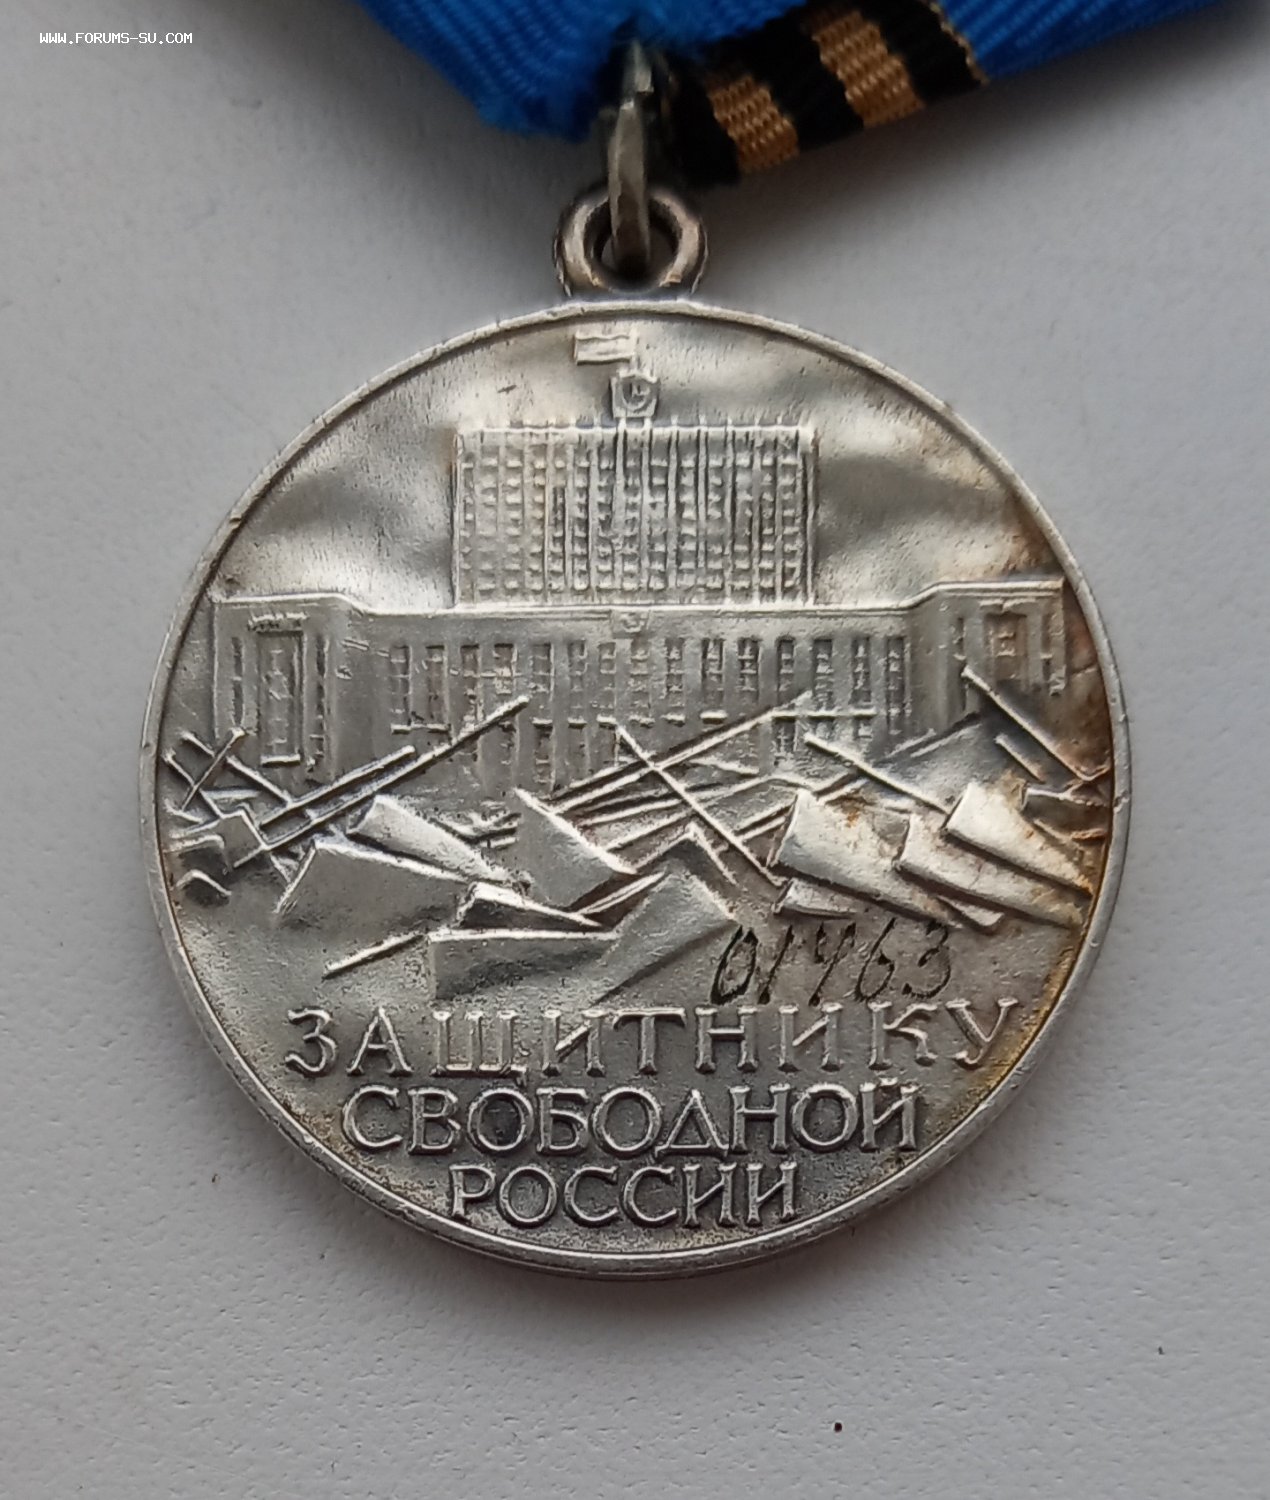 WWW.FORUMS-SU.COM
01463
ЗАЩИТНИКУ
СВОБОДНОЙ
РОССИИ